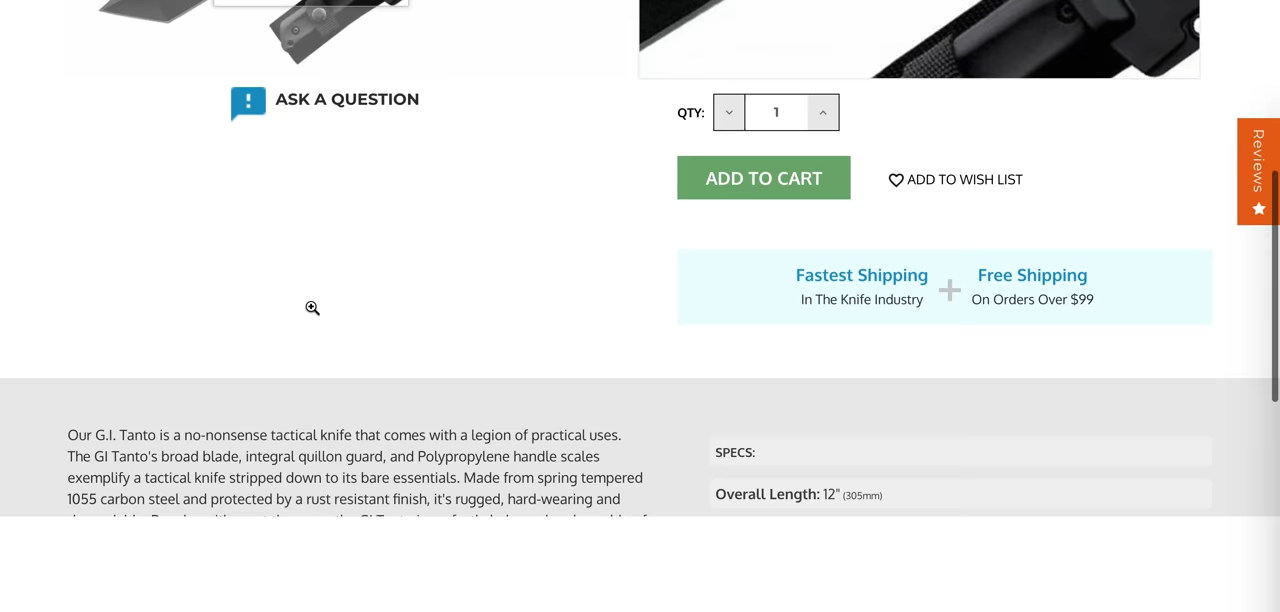 ASK A QUESTION
QTY:
1
ADD TO CART
ADD TO WISH LIST
Reviews
Fastest Shipping
In The Knife Industry
Free Shipping
On Orders Over $99
Our G.I. Tanto is a no-nonsense tactical knife that comes with a legion of practical uses.
The GI Tanto's broad blade, integral quillon guard, and Polypropylene handle scales
exemplify a tactical knife stripped down to its bare essentials. Made from spring tempered
1055 carbon steel and protected by a rust resistant finish, it's rugged, hard-wearing and
SPECS:
Overall Length: 12" (305mm)